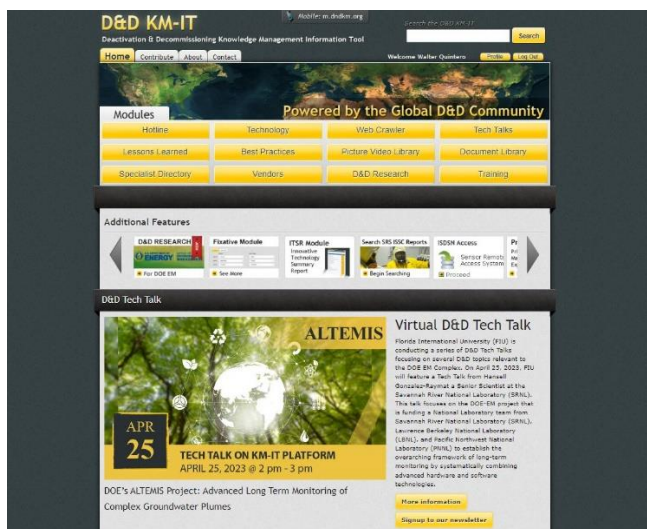 D&D KM-IT
Mobile: m.dndkm.org
Search the D&D KM-IT
Deactivation & Decommissioning Knowledge Management Information Tool
Search
Home Contribute About Contact
Welcome Walter Quintero Profile Log Out
Modules
Powered by the Global D&D Community
Hotline Technology Web Crawler Tech Talks
Lessons Learned Best Practices Picture Video Library Document Library
Specialist Directory Vendors D&D Research Training
Additional Features
D&D RESEARCH
ENERGY
For DOE EM
Fixative Module
See More
ITSR Module
Innovative
Technology
Summary
Report
Search SRS ISSC Reports
Begin Searching
ISDSN Access
Sensor Remote
Access System
Proceed
D&D Tech Talk
ALTEMIS
APR
25
TECH TALK ON KM-IT PLATFORM
APRIL 25, 2023 @ 2 pm - 3 pm
DOE's ALTEMIS Project: Advanced Long Term Monitoring of
Complex Groundwater Plumes
Virtual D&D Tech Talk
Florida International University (FIU) is
conducting a series of D&D Tech Talks
focusing on several D&D topics relevant to
the DOE EM Complex. On April 25, 2023, FIU
will feature a Tech Talk from Hansell
Gonzalez-Raymat a Senior Scientist at the
Savannah River National Laboratory (SRNL).
This talk focuses on the DOE-EM project that
is funding a National Laboratory team from
Savannah River National Laboratory (SRNL),
Lawrence Berkeley National Laboratory
(LBNL), and Pacific Northwest National
Laboratory (PNNL) to establish the
overarching framework of long-term
monitoring by systematically combining
advanced hardware and software
technologies.
More information
Signup to our newsletter